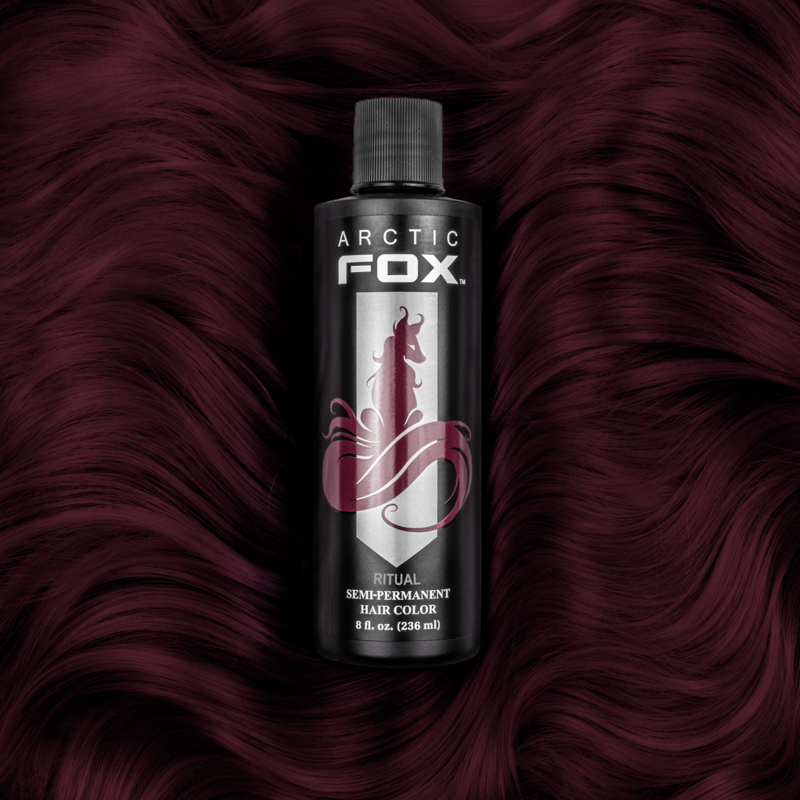 ARCTIC
FOX™
RITUAL
SEMI-PERMANENT
HAIR COLOR
8 fl. oz. (236 ml)